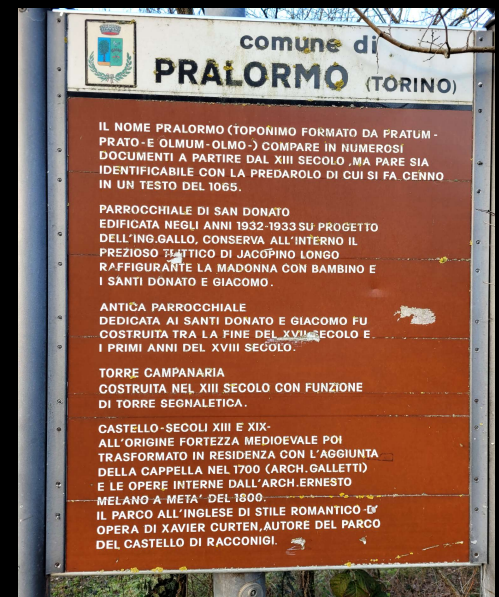 comune di
PRALORMO (TORINO)
IL NOME PRALORMO (TOPONIMO FORMATO DA PRATUM-
PRATO-E OLMUM-OLMO-) COMPARE IN NUMEROSI
DOCUMENTI A PARTIRE DAL XIII SECOLO ,MA PARE SIA
IDENTIFICABILE CON LA PREDAROLO DI CUI SI FA CENNO
IN UN TESTO DEL 1065.
PARROCCHIALE DI SAN DONATO
EDIFICATA NEGLI ANNI 1932-1933 SU PROGETTO
DELL'ING.GALLO, CONSERVA ALL'INTERNO IL
PREZIOSO TRITTICO DI JACOPINO LONGO
RAFFIGURANTE LA MADONNA CON BAMBINO E
I SANTI DONATO E GIACOMO.
ANTICA PARROCCHIALE
DEDICATA AI SANTI DONATO E GIACOMO FU
COSTRUITA TRA LA FINE DEL XVII SECOLO E
I PRIMI ANNI DEL XVIII SECOLO.
TORRE CAMPANARIA
COSTRUITA NEL XIII SECOLO CON FUNZIONE
DI TORRE SEGNALETICA.
CASTELLO-SECOLI XIII E XIX-
ALL'ORIGINE FORTEZZA MEDIOEVALE POI
TRASFORMATO IN RESIDENZA CON L'AGGIUNTA
DELLA CAPPELLA NEL 1700 (ARCH.GALLETTI)
E LE OPERE INTERNE DALL'ARCH.ERNESTO
MELANO A META' DEL 1800.
IL PARCO ALL'INGLESE DI STILE ROMANTICO E'
OPERA DI XAVIER CURTEN,AUTORE DEL PARCO
DEL CASTELLO DI RACCONIGI.